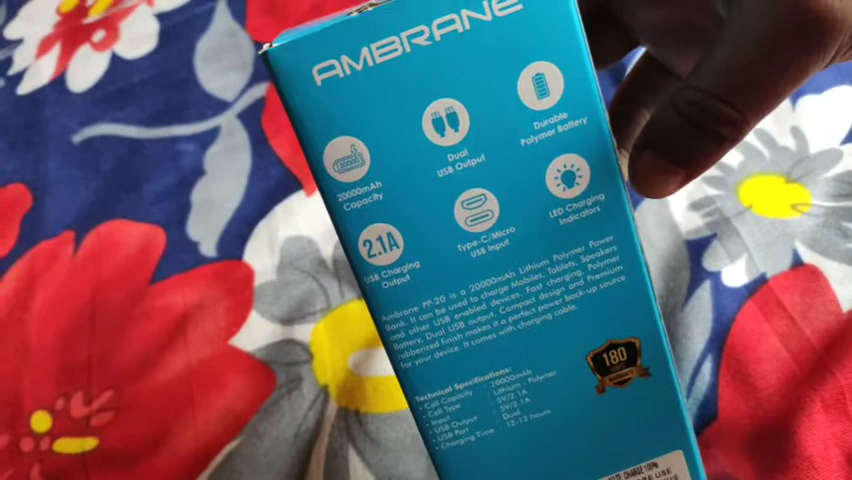 AMBRANE
20000mAh
Capacity
Dual
USB Output
Durable
Polymer Battery
2.1A
USB Charging
Output
Type-C/Micro
USB Input
LED Charging
Indicators
Ambrane PP-20 is a 20000mAh Lithium Polymer Power
Bank. It can be used to charge Mobiles, Tablets, Speakers
and other USB enabled devices. Fast charging, Polymer
Battery, Dual USB output. Compact design and Premium
rubberized finish makes it a perfect power back-up source
for your device. It comes with charging cable.
180
DAYS
WARRANTY
Technical Specifications:
• Cell Capacity : 20000mAh
• Cell Type : Lithium - Polymer
• Input : 5V/2.1A
• USB Output : 5V/2.1A
• USB Port : Dual
• Charging Time : 12-13 hours
CHARGE 100%
USE